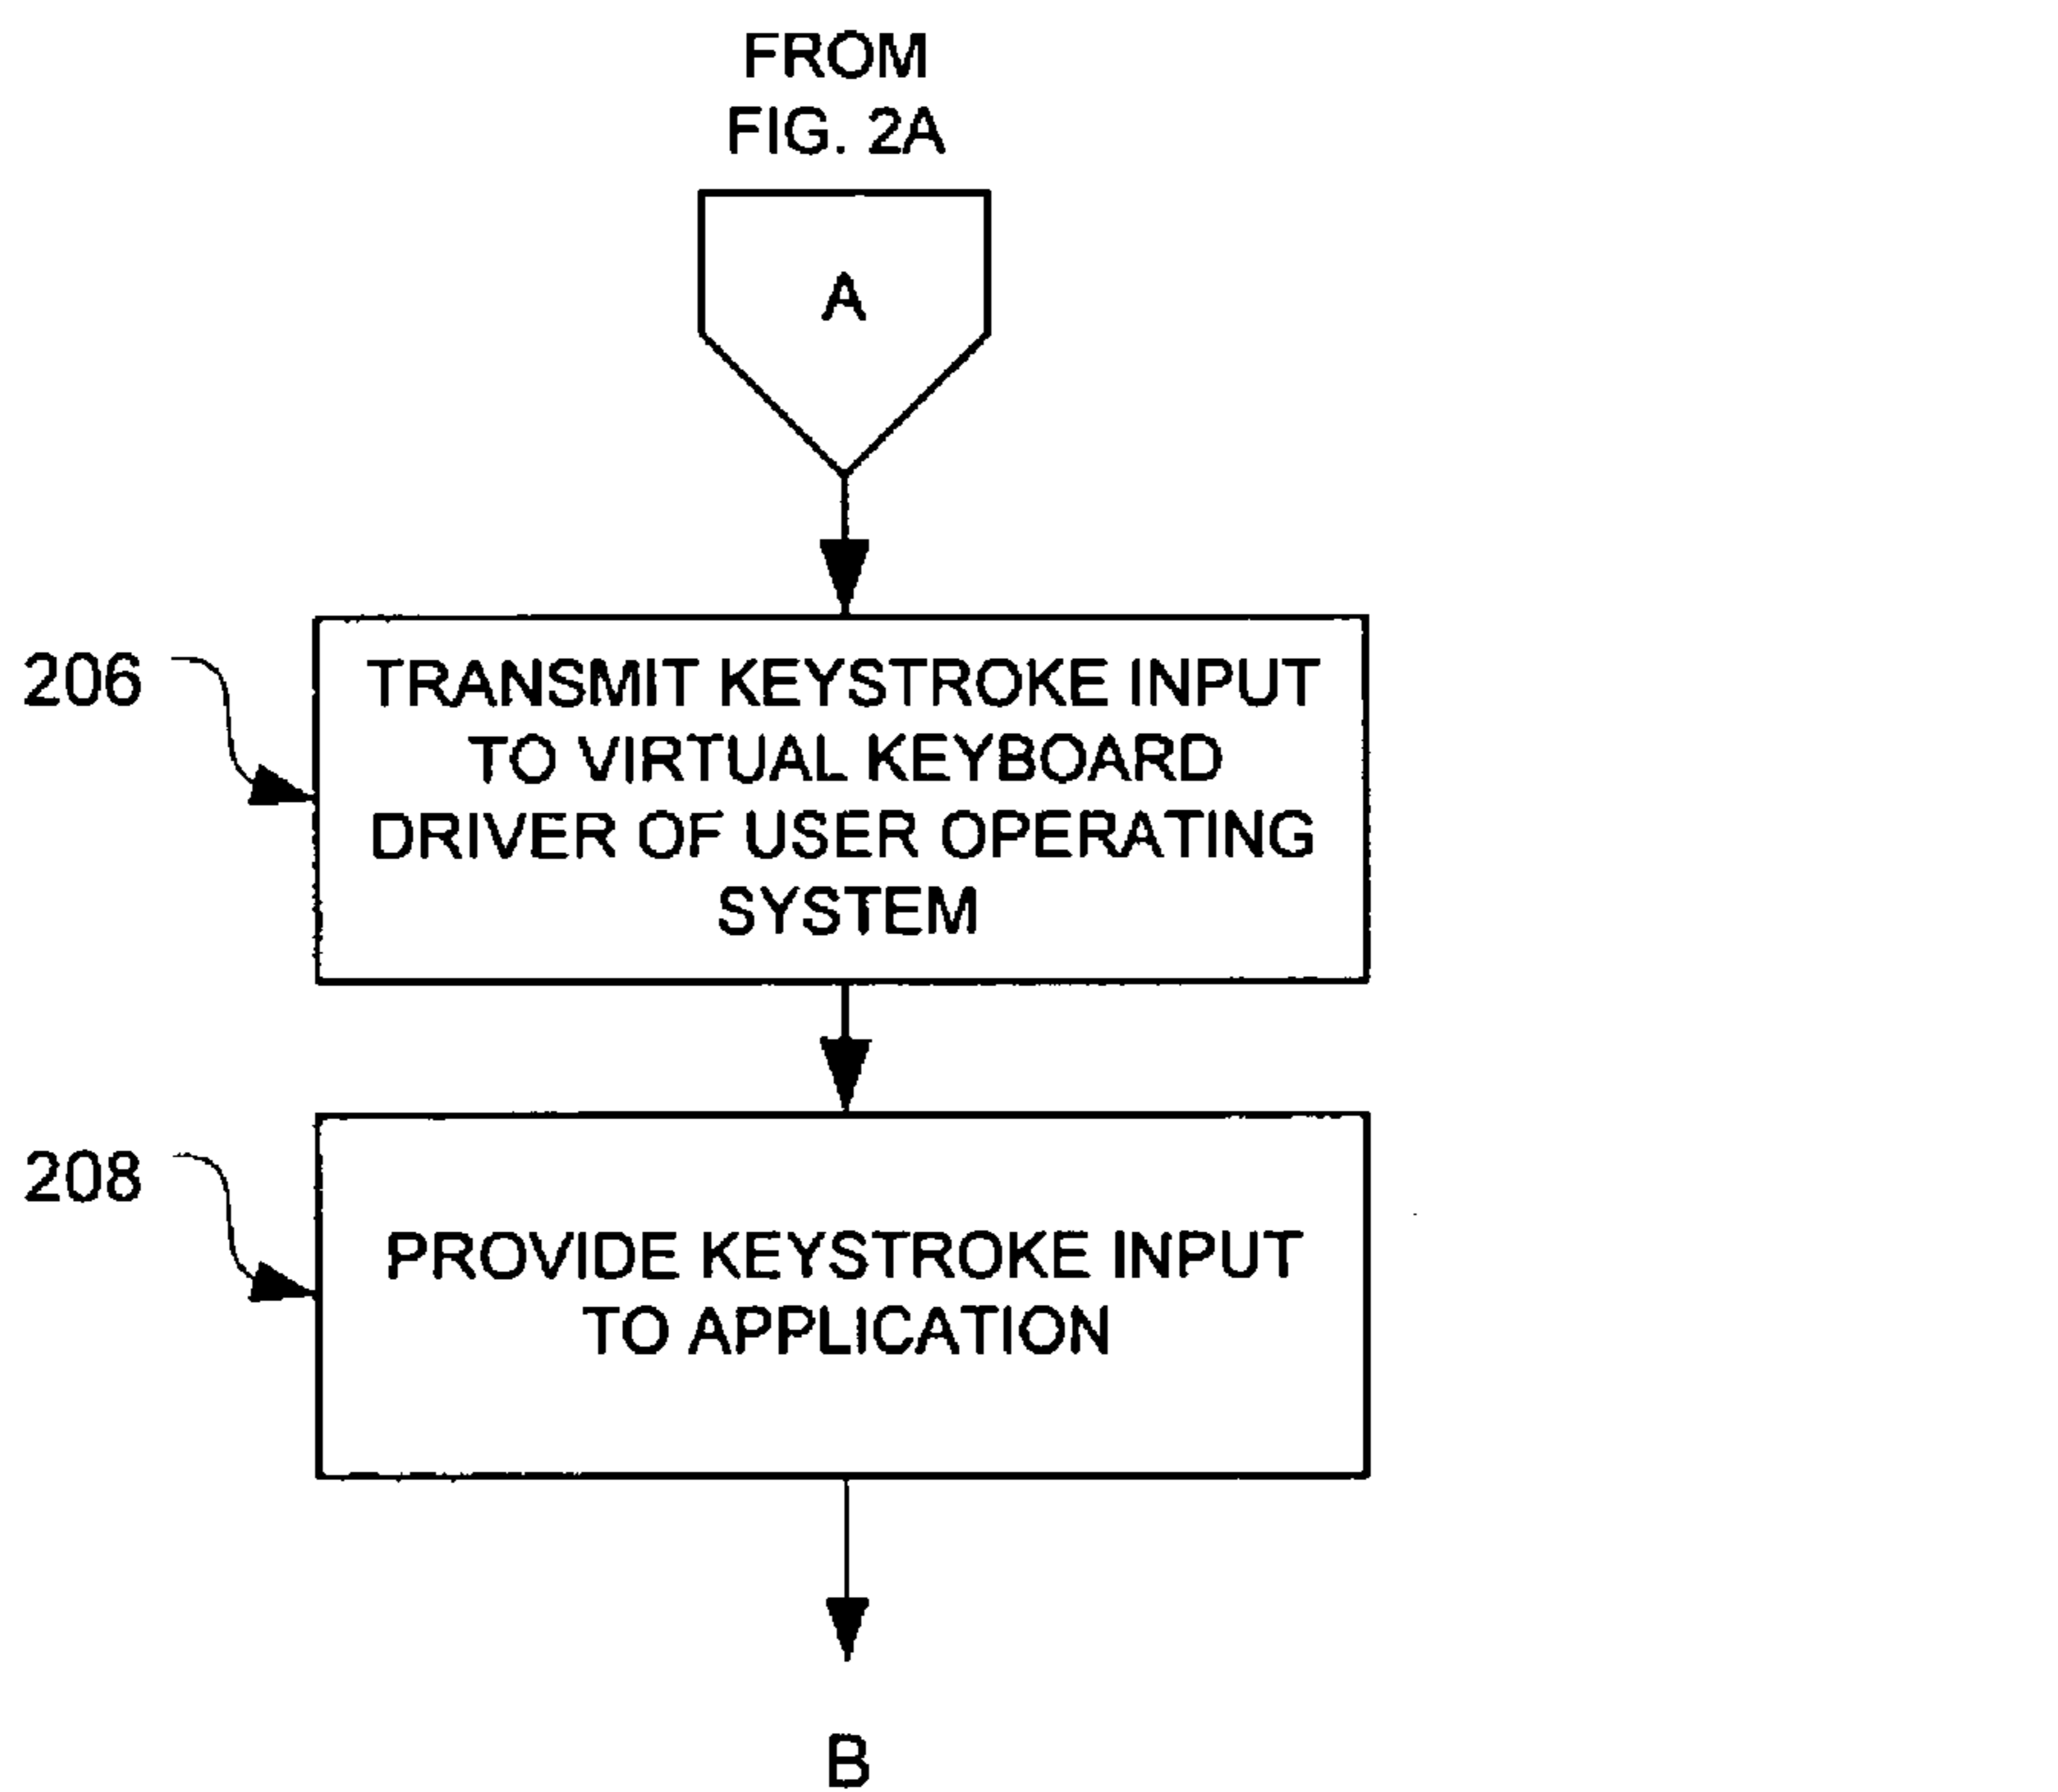 FROM
FIG. 2A
A
206
TRANSMIT KEYSTROKE INPUT
TO VIRTUAL KEYBOARD
DRIVER OF USER OPERATING
SYSTEM
208
PROVIDE KEYSTROKE INPUT
TO APPLICATION
B